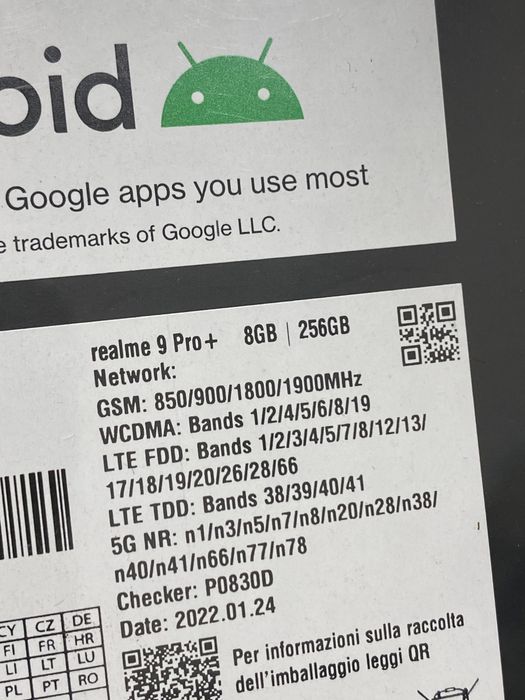 oid
Google apps you use most
e trademarks of Google LLC.
realme 9 Pro+ 8GB | 256GB
Network:
GSM: 850/900/1800/1900MHz
WCDMA: Bands 1/2/4/5/6/8/19
LTE FDD: Bands 1/2/3/4/5/7/8/12/13/
17/18/19/20/26/28/66
LTE TDD: Bands 38/39/40/41
5G NR: n1/n3/n5/n7/n8/n20/n28/n38/
n40/n41/n66/n77/n78
Checker: P0830D
Date: 2022.01.24
CY CZ DE
FI FR HR
LI LT LU
PL PT RO
Per informazioni sulla raccolta
dell'imballaggio leggi QR